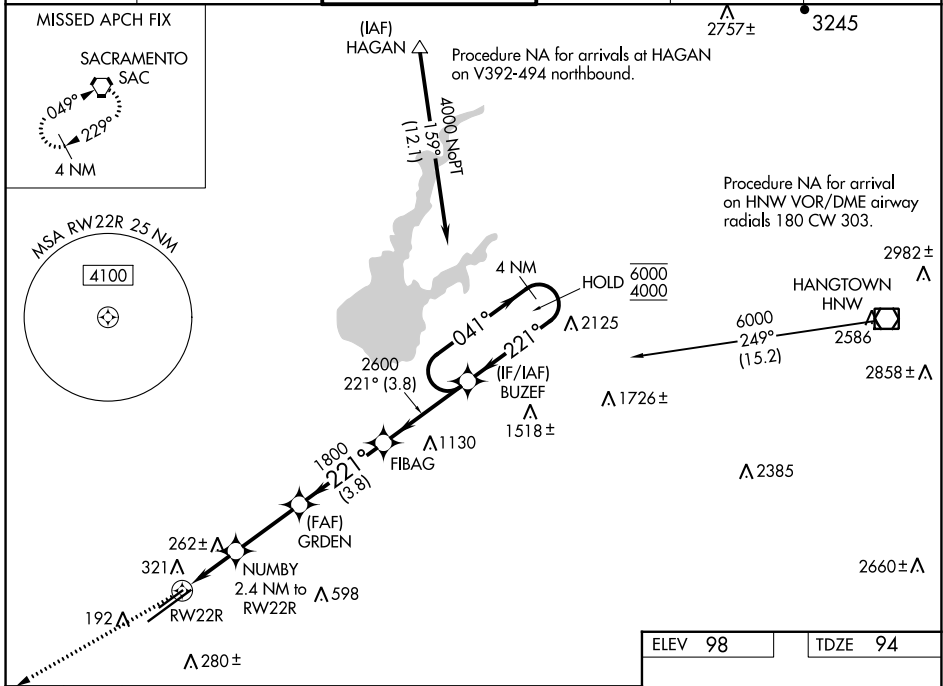 MISSED APCH FIX
SACRAMENTO
SAC
049°
229°
4 NM
(IAF)
HAGAN
Procedure NA for arrivals at HAGAN
on V392-494 northbound.
2757±
3245
4000 NoPT
159°
(12.1)
Procedure NA for arrival
on HNW VOR/DME airway
radials 180 CW 303.
MSA RW22R 25 NM
4100
2982±
4 NM
HOLD
6000
4000
HANGTOWN
HNW
2586
041°
221°
2125
6000
249°
(15.2)
2600
221° (3.8)
(IF/IAF)
BUZEF
2858±
1726±
1518±
1130
FIBAG
1800
221°
(3.8)
2385
(FAF)
GRDEN
262±
NUMBY
2.4 NM to
RW22R
321
598
2660±
192
RW22R
280±
ELEV 98
TDZE 94